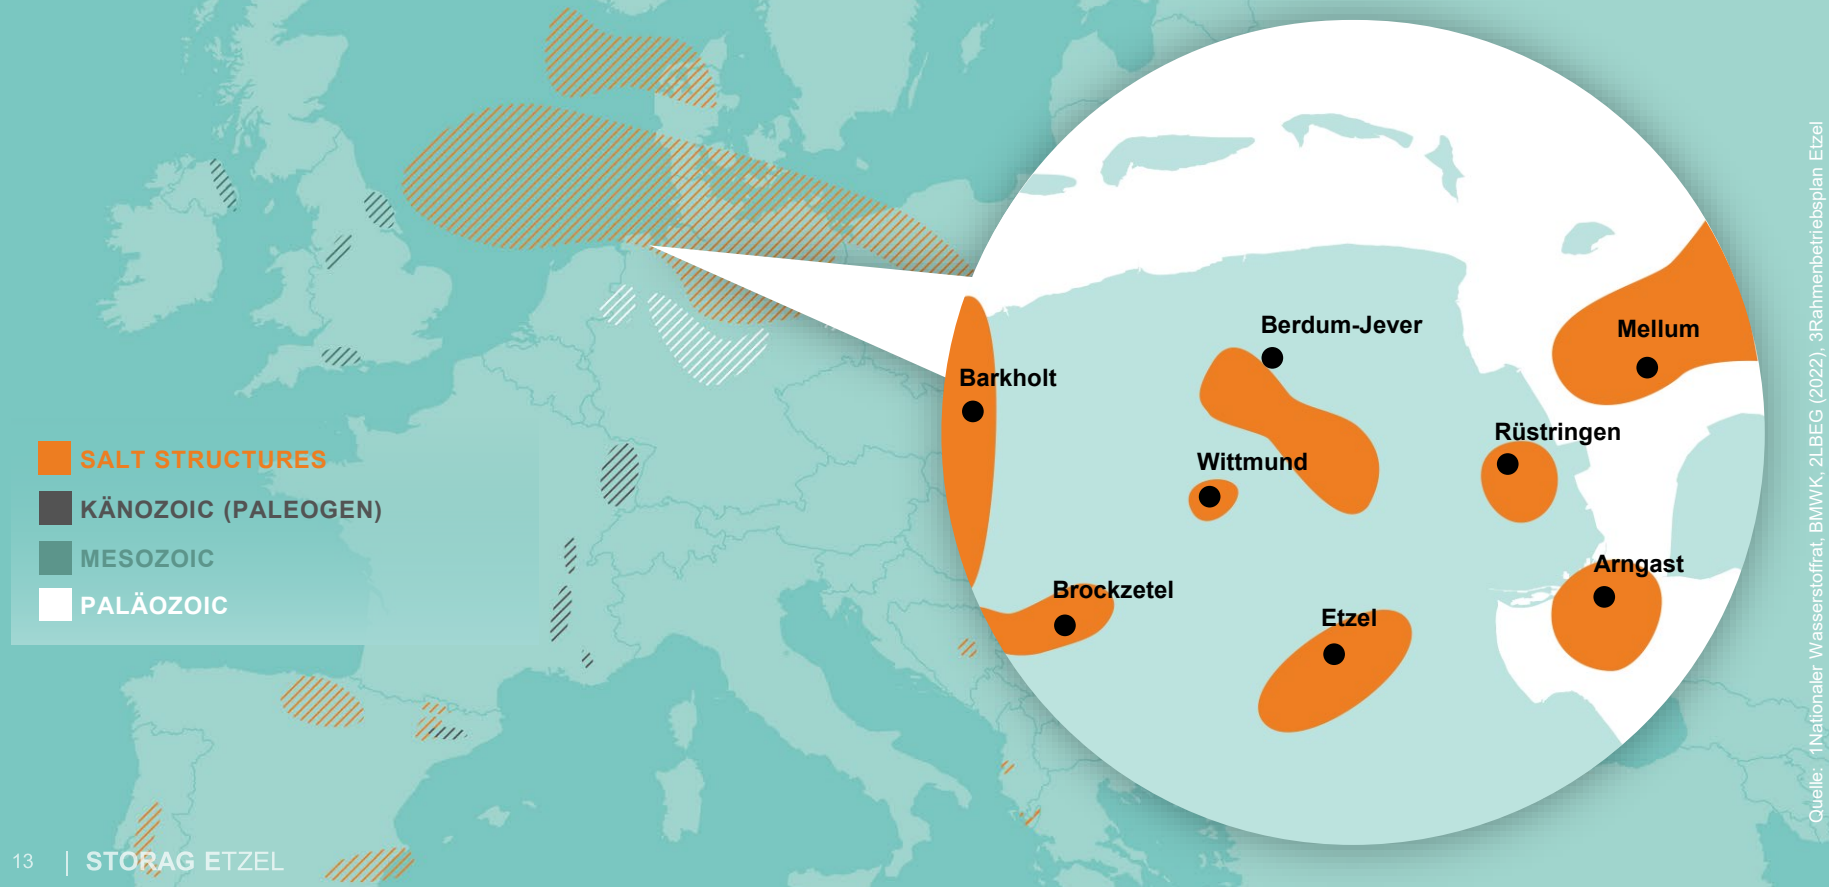 Berdum-Jever
Mellum
Barkholt
Rüstringen
Wittmund
Arngast
Brockzetel
Etzel
SALT STRUCTURES
KÄNOZOIC (PALEOGEN)
MESOZOIC
PALÄOZOIC
13 | STORAG ETZEL
Quelle: 1Nationaler Wasserstoffrat, BMWK, 2LBEG (2022), 3Rahmenbetriebsplan Etzel